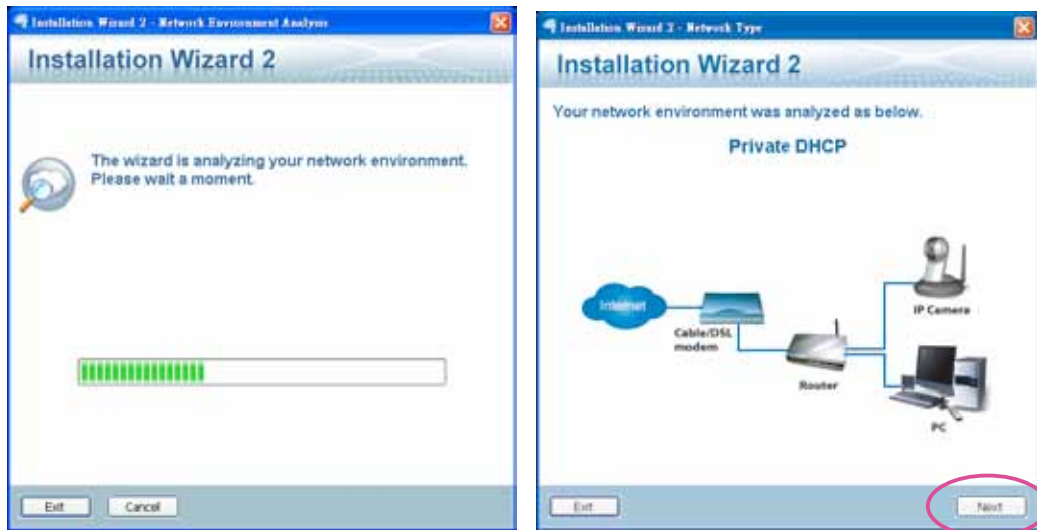 Installation Wizard 2 - Network Environment Analysis
Installation Wizard 2
The wizard is analyzing your network environment.
Please wait a moment.
Exit
Cancel
Installation Wizard 2 - Network Type
Installation Wizard 2
Your network environment was analyzed as below.
Private DHCP
Internet
Cable/DSL
modem
Router
IP Camera
PC
Exit
Next